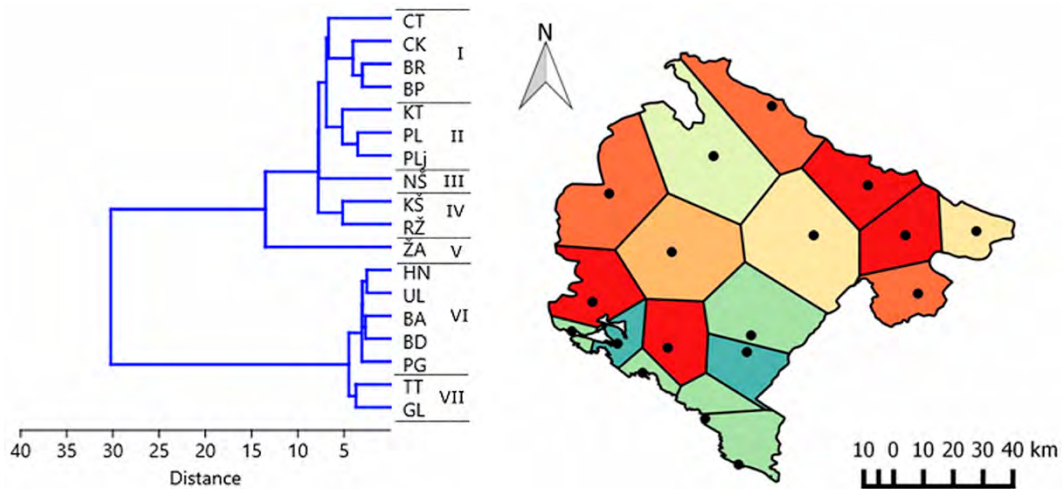 CT
CK
I
BR
BP
KT
PL
II
PLj
NŠ
III
KŠ
IV
RŽ
ŽA
V
HN
UL
BA
VI
BD
PG
TT
VII
GL
40 35 30 25 20 15 10 5
Distance
N
10 0 10 20 30 40 km